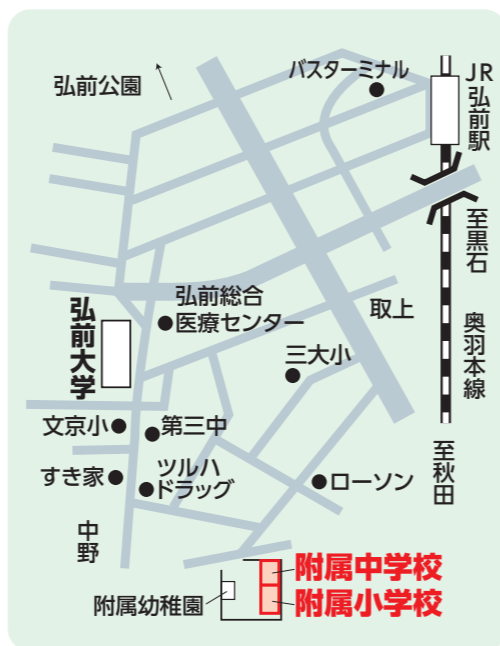 バスターミナル
JR
弘前駅
弘前公園
至黒石
弘前総合
医療センター
取上
奥羽本線
弘前大学
三大小
文京小
第三中
至秋田
すき家
ツルハ
ドラッグ
ローソン
中野
附属中学校
附属小学校
附属幼稚園